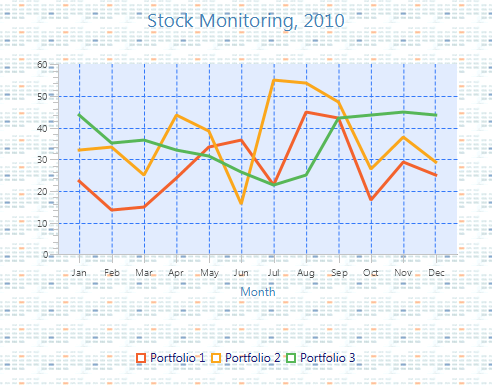 Stock Monitoring, 2010
60
50
40
30
20
10
0
Jan Feb Mar Apr May Jun Jul Aug Sep Oct Nov Dec
Month
Portfolio 1 Portfolio 2 Portfolio 3